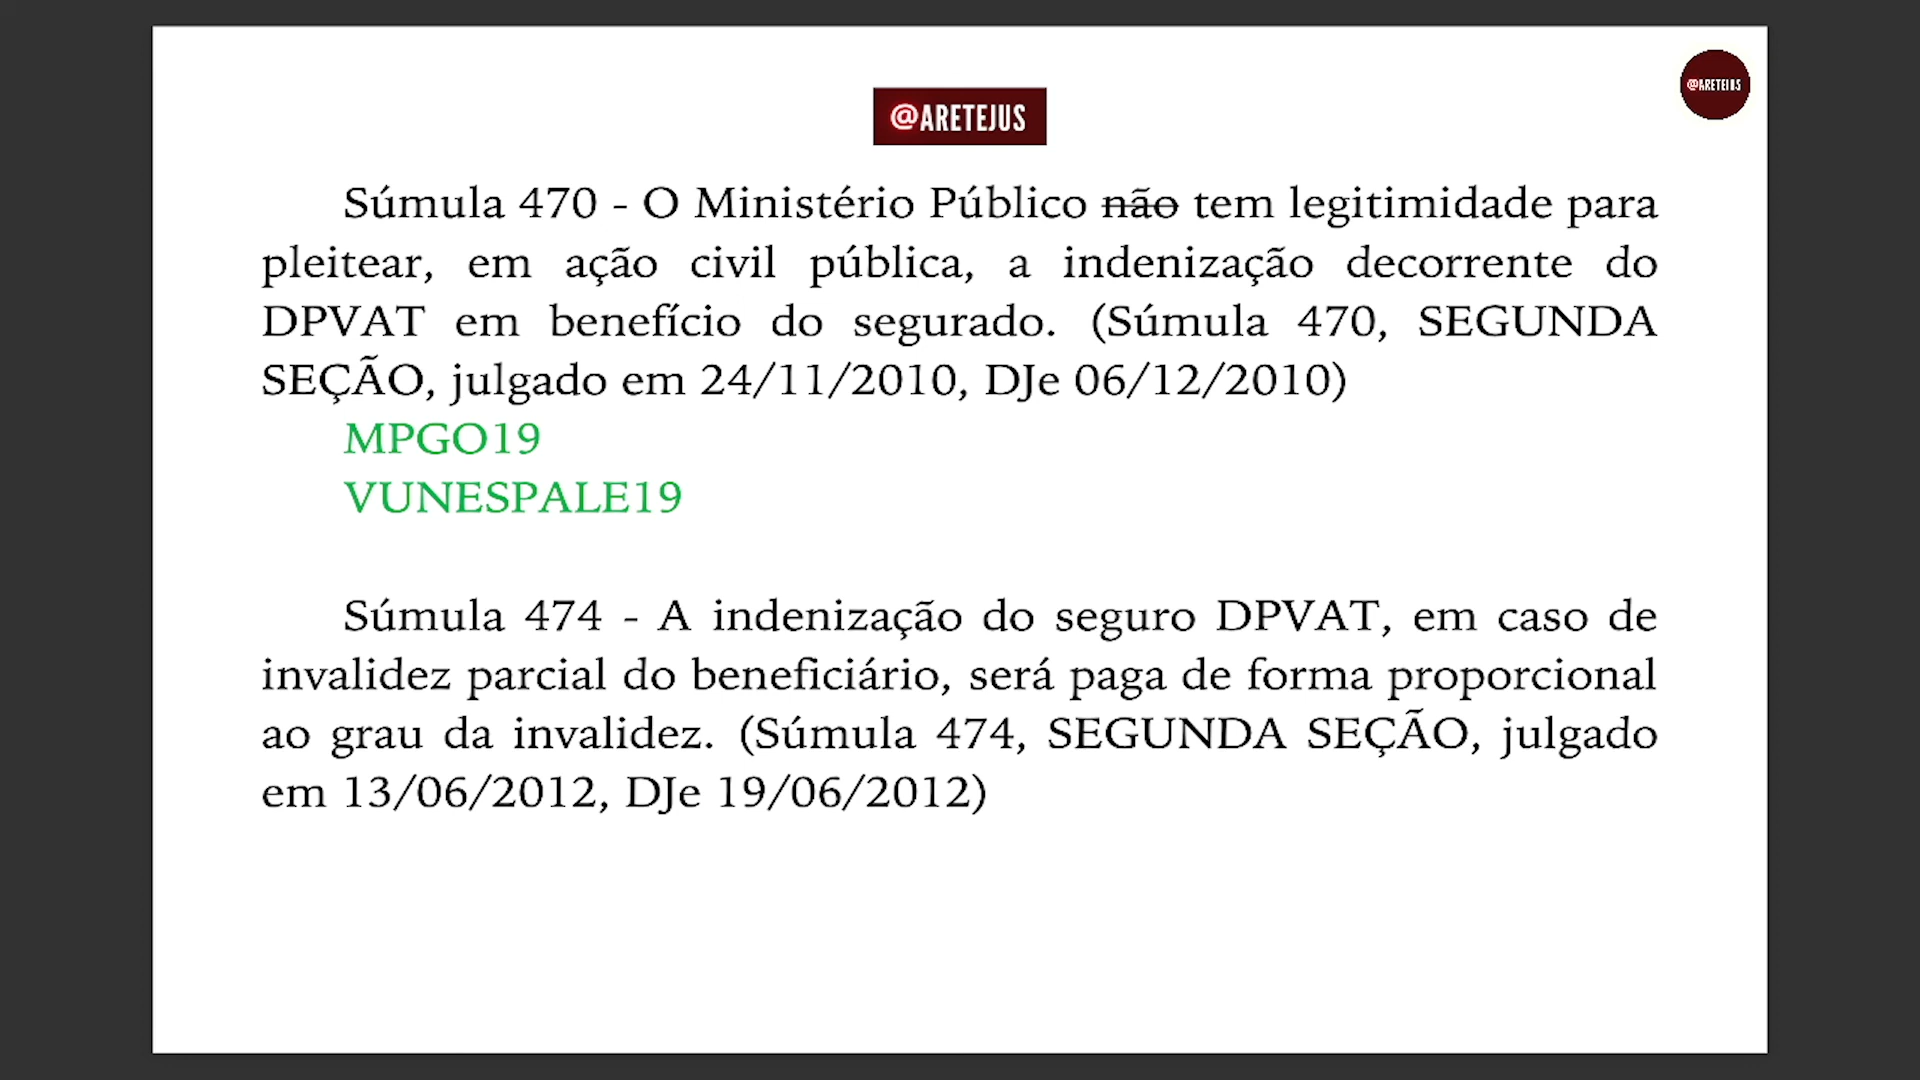 @ARETEJUS
@ARETEJUS
Súmula 470 - O Ministério Público não tem legitimidade para
pleitear, em ação civil pública, a indenização decorrente do
DPVAT em benefício do segurado. (Súmula 470, SEGUNDA
SEÇÃO, julgado em 24/11/2010, DJe 06/12/2010)
MPGO19
VUNESPALE19
Súmula 474 - A indenização do seguro DPVAT, em caso de
invalidez parcial do beneficiário, será paga de forma proporcional
ao grau da invalidez. (Súmula 474, SEGUNDA SEÇÃO, julgado
em 13/06/2012, DJe 19/06/2012)